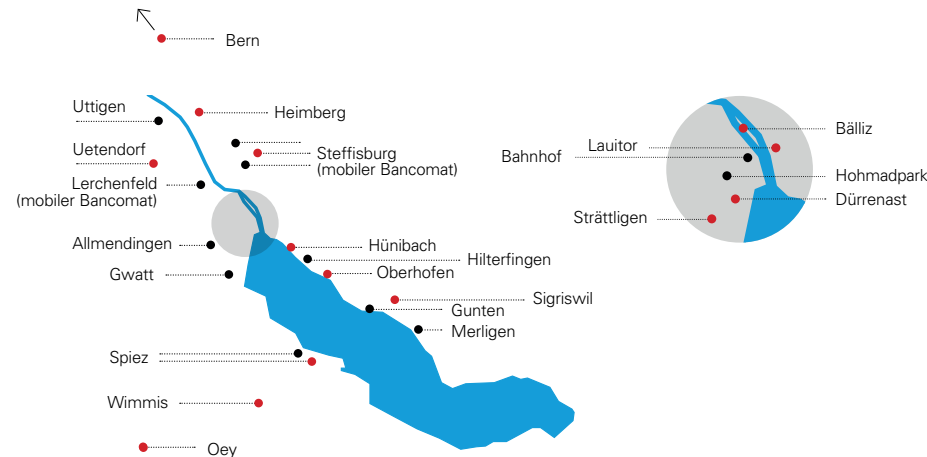 Bern
Uttigen
Heimberg
Uetendorf
Steffisburg
(mobiler Bancomat)
Lerchenfeld
(mobiler Bancomat)
Allmendingen
Hünibach
Hilterfingen
Gwatt
Oberhofen
Sigriswil
Gunten
Merligen
Spiez
Wimmis
Oey
Bälliz
Lauitor
Bahnhof
Hohmadpark
Dürrenast
Strättligen